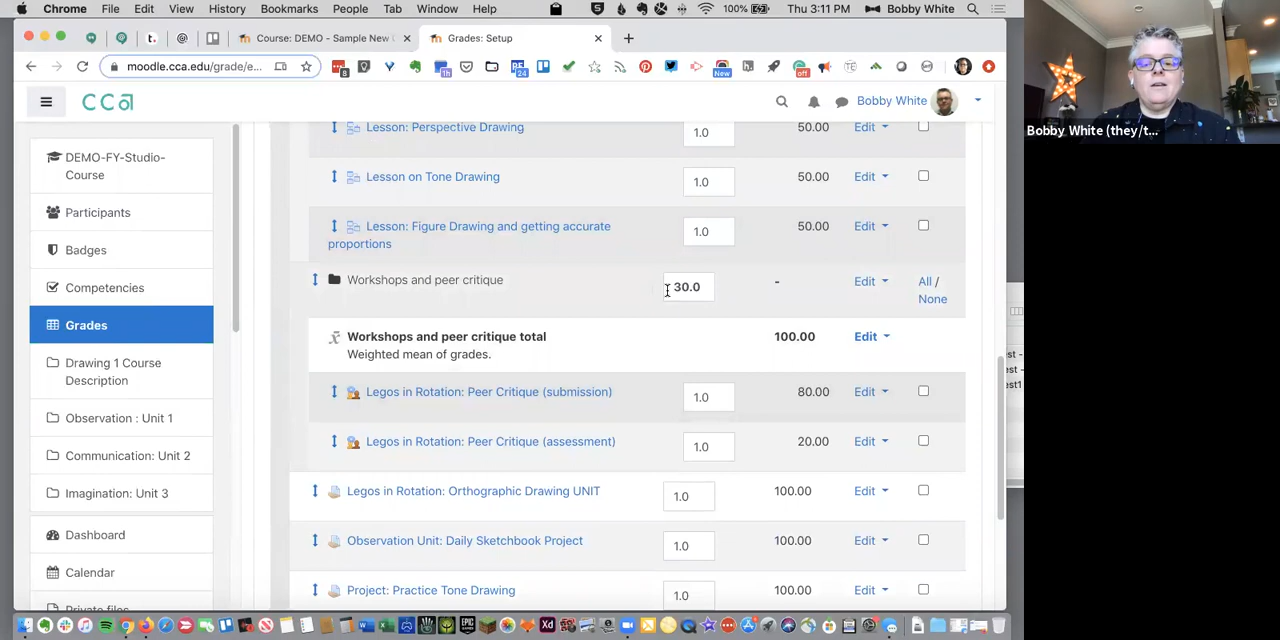 Chrome File Edit View History Bookmarks People Tab Window Help 100% Thu 3:11 PM Bobby White
Course: DEMO - Sample New
Grades: Setup
moodle.cca.edu/grade/e...
8
1h
24
New
off
CCA
Bobby White
Bobby White (they/t...
DEMO-FY-Studio-
Course
Participants
Badges
Competencies
Grades
Drawing 1 Course
Description
Observation : Unit 1
Communication: Unit 2
Imagination: Unit 3
Dashboard
Calendar
Private files
Lesson: Perspective Drawing 1.0 50.00 Edit
Lesson on Tone Drawing 1.0 50.00 Edit
Lesson: Figure Drawing and getting accurate
proportions 1.0 50.00 Edit
Workshops and peer critique 30.0 - Edit All /
None
Workshops and peer critique total 100.00 Edit
Weighted mean of grades.
Legos in Rotation: Peer Critique (submission) 1.0 80.00 Edit
Legos in Rotation: Peer Critique (assessment) 1.0 20.00 Edit
Legos in Rotation: Orthographic Drawing UNIT 1.0 100.00 Edit
Observation Unit: Daily Sketchbook Project 1.0 100.00 Edit
Project: Practice Tone Drawing 1.0 100.00 Edit